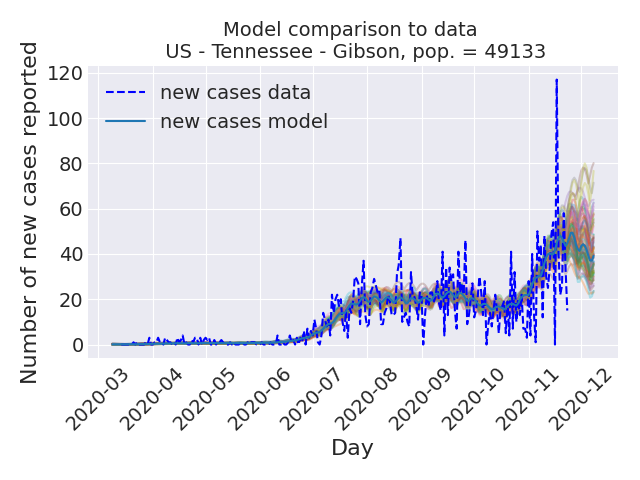 Model comparison to data
US - Tennessee - Gibson, pop. = 49133
Number of new cases reported
120
100
80
60
40
20
0
new cases data
new cases model
2020-03
2020-04
2020-05
2020-06
2020-07
2020-08
2020-09
2020-10
2020-11
2020-12
Day